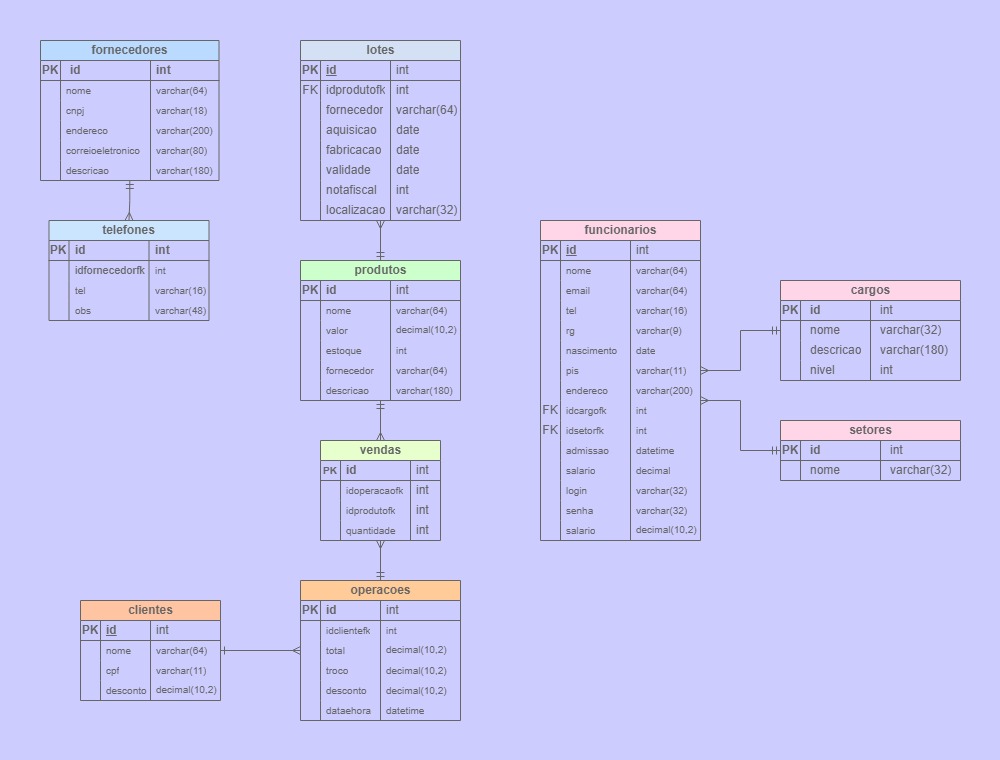 fornecedores
PK id int
nome varchar(64)
cnpj varchar(18)
endereco varchar(200)
correioeletronico varchar(80)
descricao varchar(180)
telefones
PK id int
idfornecedorfk int
tel varchar(16)
obs varchar(48)
lotes
PK id int
FK idprodutofk int
fornecedor varchar(64)
aquisicao date
fabricacao date
validade date
notafiscal int
localizacao varchar(32)
produtos
PK id int
nome varchar(64)
valor decimal(10,2)
estoque int
fornecedor varchar(64)
descricao varchar(180)
vendas
PK id int
idoperacaofk int
idprodutofk int
quantidade int
operacoes
PK id int
idclientefk int
total decimal(10,2)
troco decimal(10,2)
desconto decimal(10,2)
dataehora datetime
clientes
PK id int
nome varchar(64)
cpf varchar(11)
desconto decimal(10,2)
funcionarios
PK id int
nome varchar(64)
email varchar(64)
tel varchar(16)
rg varchar(9)
nascimento date
pis varchar(11)
endereco varchar(200)
FK idcargofk int
FK idsetorfk int
admissao datetime
salario decimal
login varchar(32)
senha varchar(32)
salario decimal(10,2)
cargos
PK id int
nome varchar(32)
descricao varchar(180)
nivel int
setores
PK id int
nome varchar(32)